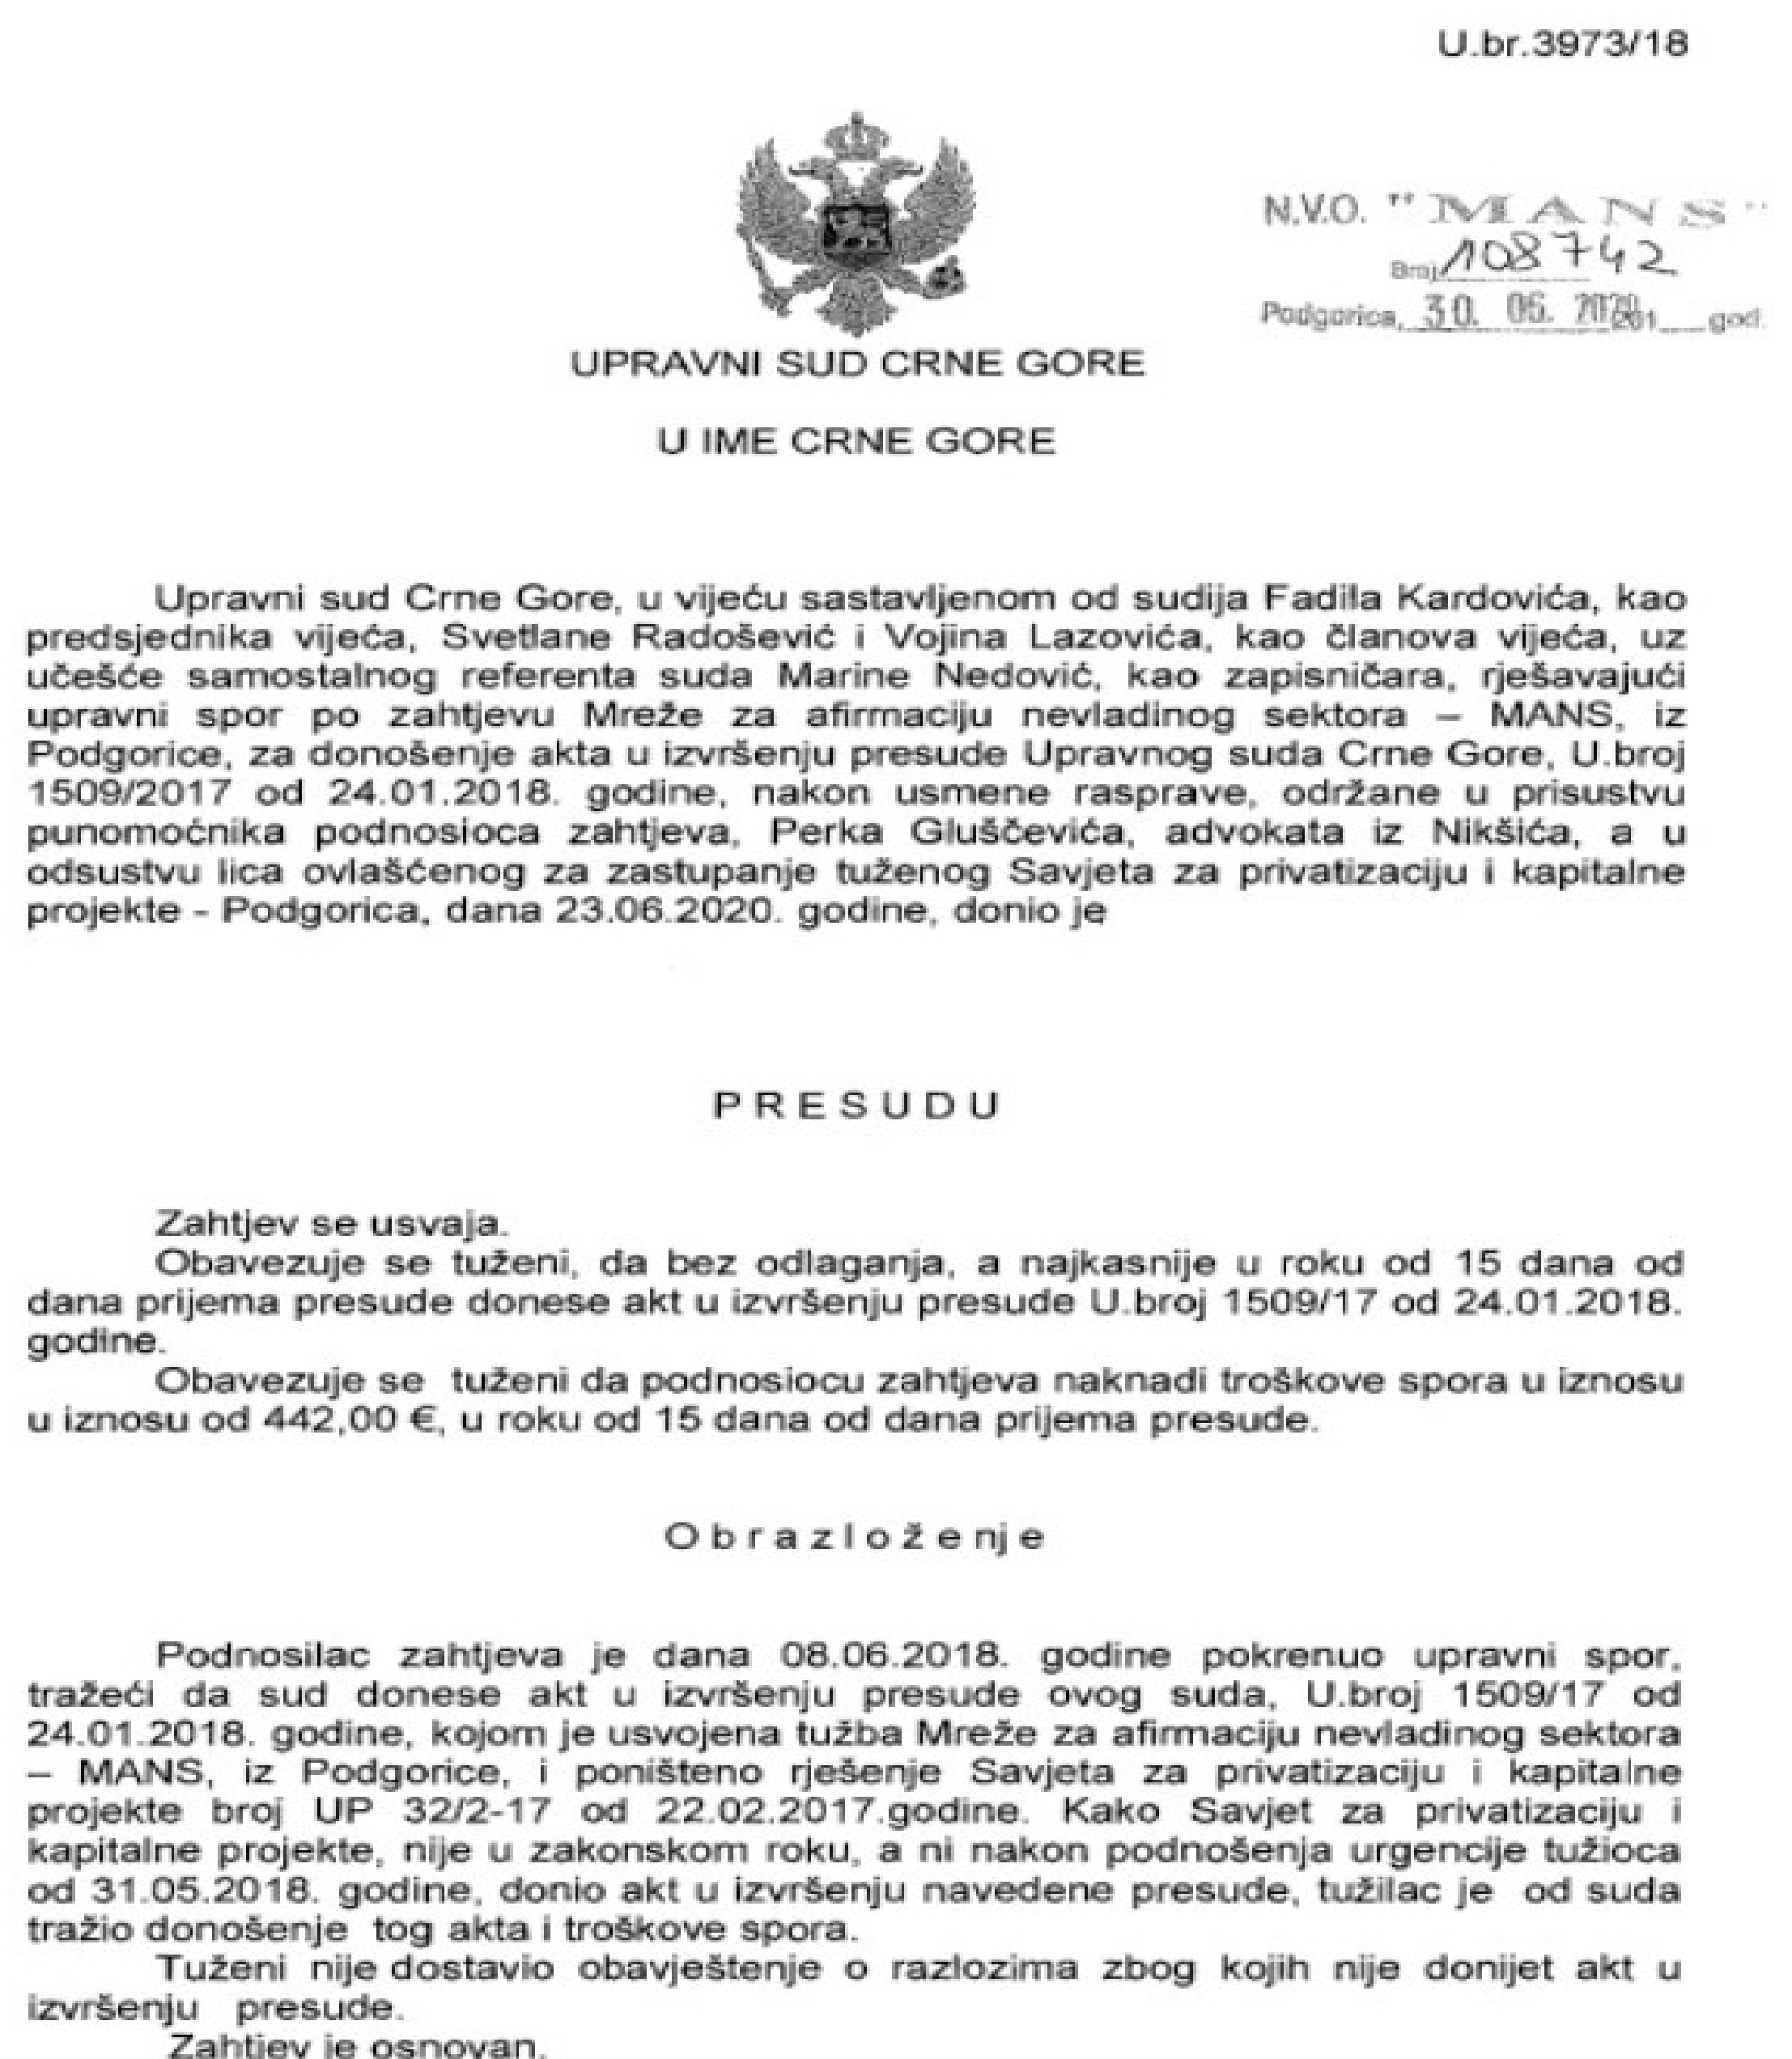 U.br.3973/18
N.V.O. "MANS"
Broj 108742
Podgorica, 30. 06. 2020 god.
UPRAVNI SUD CRNE GORE
U IME CRNE GORE
Upravni sud Crne Gore, u vijeću sastavljenom od sudija Fadila Kardovića, kao
predsjednika vijeća, Svetlane Radošević i Vojina Lazovića, kao članova vijeća, uz
učešće samostalnog referenta suda Marine Nedović, kao zapisničara, rješavajući
upravni spor po zahtjevu Mreže za afirmaciju nevladinog sektora – MANS, iz
Podgorice, za donošenje akta u izvršenju presude Upravnog suda Crne Gore, U.broj
1509/2017 od 24.01.2018. godine, nakon usmene rasprave, održane u prisustvu
punomoćnika podnosioca zahtjeva, Perka Gluščevića, advokata iz Nikšića, a u
odsustvu lica ovlašćenog za zastupanje tuženog Savjeta za privatizaciju i kapitalne
projekte - Podgorica, dana 23.06.2020. godine, donio je
P R E S U D U
Zahtjev se usvaja.
Obavezuje se tuženi, da bez odlaganja, a najkasnije u roku od 15 dana od
dana prijema presude donese akt u izvršenju presude U.broj 1509/17 od 24.01.2018.
godine.
Obavezuje se tuženi da podnosiocu zahtjeva naknadi troškove spora u iznosu
u iznosu od 442,00 €, u roku od 15 dana od dana prijema presude.
O b r a z l o ž e nj e
Podnosilac zahtjeva je dana 08.06.2018. godine pokrenuo upravni spor,
tražeći da sud donese akt u izvršenju presude ovog suda, U.broj 1509/17 od
24.01.2018. godine, kojom je usvojena tužba Mreže za afirmaciju nevladinog sektora
– MANS, iz Podgorice, i poništeno rješenje Savjeta za privatizaciju i kapitalne
projekte broj UP 32/2-17 od 22.02.2017.godine. Kako Savjet za privatizaciju i
kapitalne projekte, nije u zakonskom roku, a ni nakon podnošenja urgencije tužioca
od 31.05.2018. godine, donio akt u izvršenju navedene presude, tužilac je od suda
tražio donošenje tog akta i troškove spora.
Tuženi nije dostavio obavještenje o razlozima zbog kojih nije donijet akt u
izvršenju presude.
Zahtjev je osnovan.